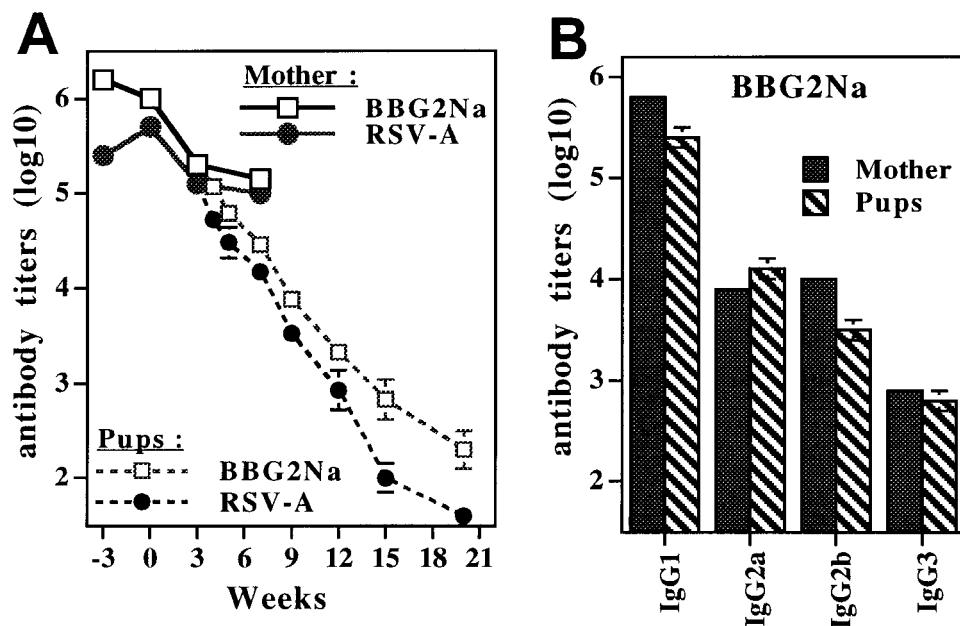 A
antibody titers (log10)
6
5
4
3
2
Mother :
BBG2Na
RSV-A
Pups :
BBG2Na
RSV-A
-3 0 3 6 9 12 15 18 21
Weeks
B
antibody titers (log10)
6
5
4
3
2
BBG2Na
Mother
Pups
IgG1
IgG2a
IgG2b
IgG3